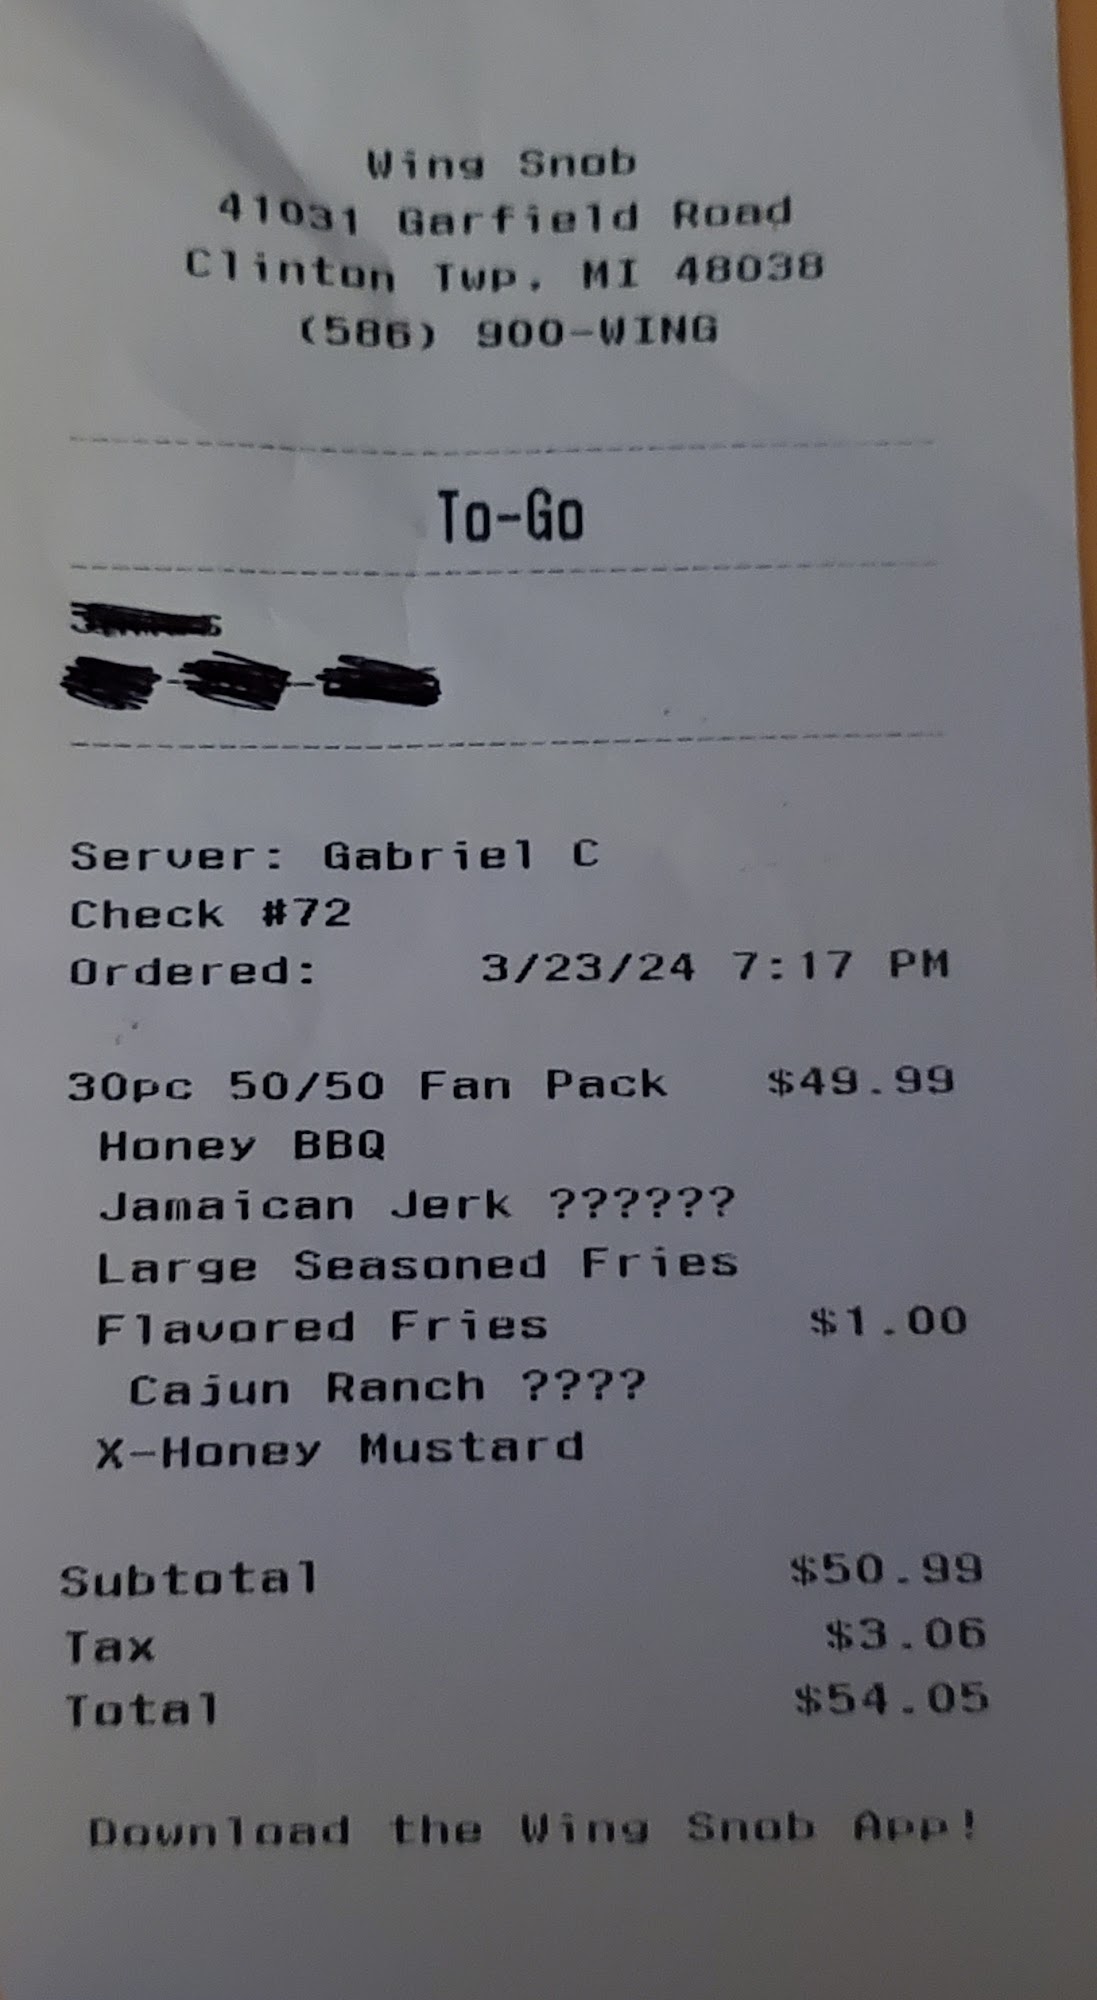 Wing Snob
41031 Garfield Road
Clinton Twp, MI 48038
(586) 900-WING
To-Go
Server: Gabriel C
Check #72
Ordered: 3/23/24 7:17 PM
30pc 50/50 Fan Pack $49.99
Honey BBQ
Jamaican Jerk ??????
Large Seasoned Fries
Flavored Fries $1.00
Cajun Ranch ????
X-Honey Mustard
Subtotal $50.99
Tax $3.06
Total $54.05
Download the Wing Snob App!